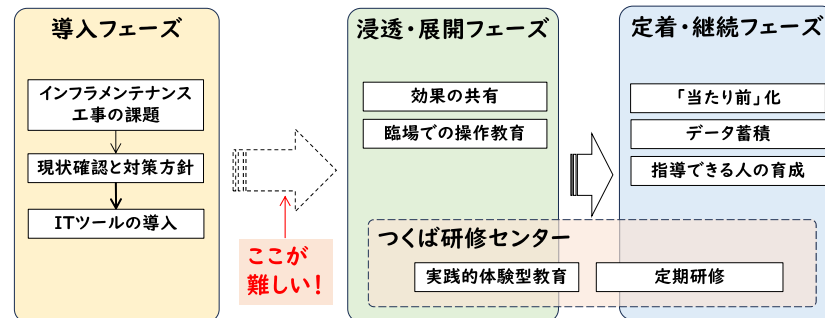 導入フェーズ
インフラメンテナンス
工事の課題
現状確認と対策方針
ITツールの導入
ここが
難しい!
浸透・展開フェーズ
効果の共有
臨場での操作教育
定着・継続フェーズ
「当たり前」化
データ蓄積
指導できる人の育成
つくば研修センター
実践的体験型教育
定期研修